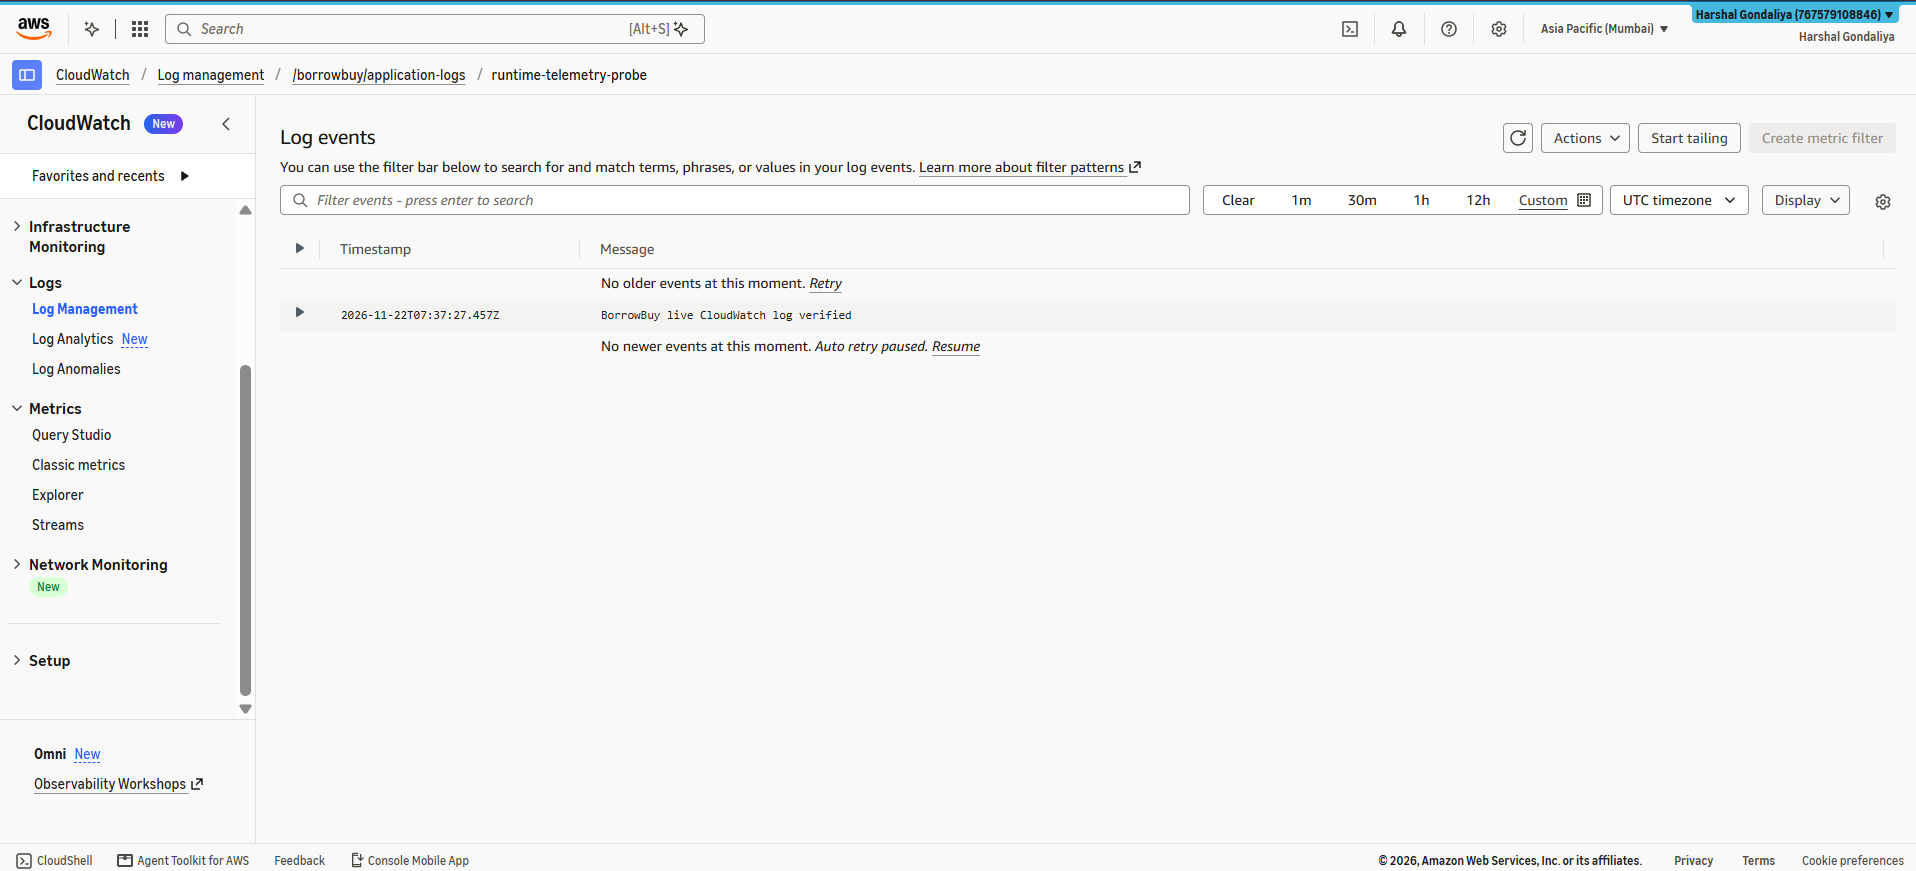 aws
Search [Alt+S]
Asia Pacific (Mumbai)
Harshal Gondaliya (767579108846)
Harshal Gondaliya
CloudWatch / Log management / /borrowbuy/application-logs / runtime-telemetry-probe
CloudWatch New
Favorites and recents
Infrastructure
Monitoring
Logs
Log Management
Log Analytics New
Log Anomalies
Metrics
Query Studio
Classic metrics
Explorer
Streams
Network Monitoring
New
Setup
Omni New
Observability Workshops
Log events
Actions
Start tailing
Create metric filter
You can use the filter bar below to search for and match terms, phrases, or values in your log events. Learn more about filter patterns
Filter events - press enter to search
Clear 1m 30m 1h 12h Custom
UTC timezone
Display
Timestamp Message
No older events at this moment. Retry
2026-11-22T07:37:27.457Z BorrowBuy live CloudWatch log verified
No newer events at this moment. Auto retry paused. Resume
CloudShell Agent Toolkit for AWS Feedback Console Mobile App
© 2026, Amazon Web Services, Inc. or its affiliates. Privacy Terms Cookie preferences